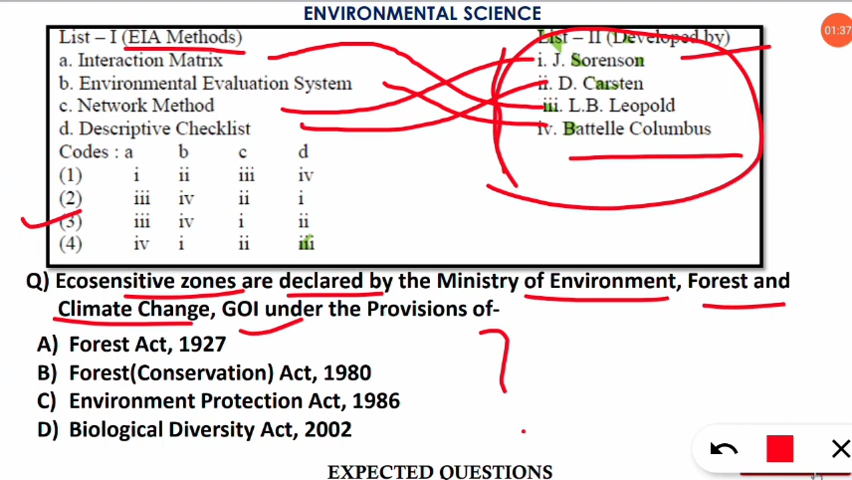 ENVIRONMENTAL SCIENCE
1:37
List – I (EIA Methods) List – II (Developed by)
a. Interaction Matrix i. J. Sorenson
b. Environmental Evaluation System ii. D. Carsten
c. Network Method iii. L.B. Leopold
d. Descriptive Checklist iv. Battelle Columbus
Codes : a b c d
(1) i ii iii iv
(2) iii iv ii i
(3) iii iv i ii
(4) iv i ii iii
Q) Ecosensitive zones are declared by the Ministry of Environment, Forest and
Climate Change, GOI under the Provisions of-
A) Forest Act, 1927
B) Forest(Conservation) Act, 1980
C) Environment Protection Act, 1986
D) Biological Diversity Act, 2002
EXPECTED QUESTIONS